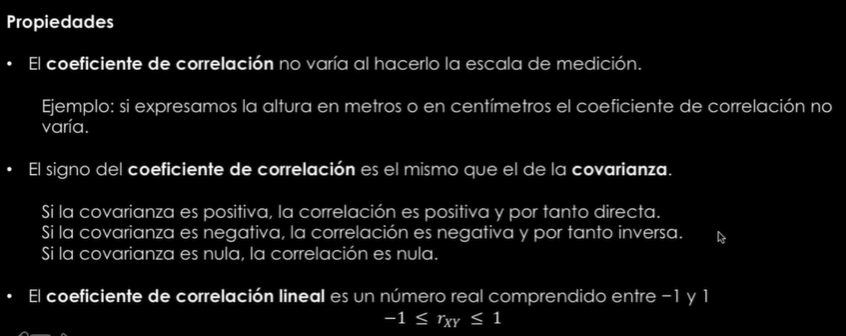 Propiedades
• El coeficiente de correlación no varía al hacerlo la escala de medición.
Ejemplo: si expresamos la altura en metros o en centímetros el coeficiente de correlación no
varía.
• El signo del coeficiente de correlación es el mismo que el de la covarianza.
Si la covarianza es positiva, la correlación es positiva y por tanto directa.
Si la covarianza es negativa, la correlación es negativa y por tanto inversa.
Si la covarianza es nula, la correlación es nula.
• El coeficiente de correlación lineal es un número real comprendido entre −1 y 1
−1 ≤ r_{XY} ≤ 1